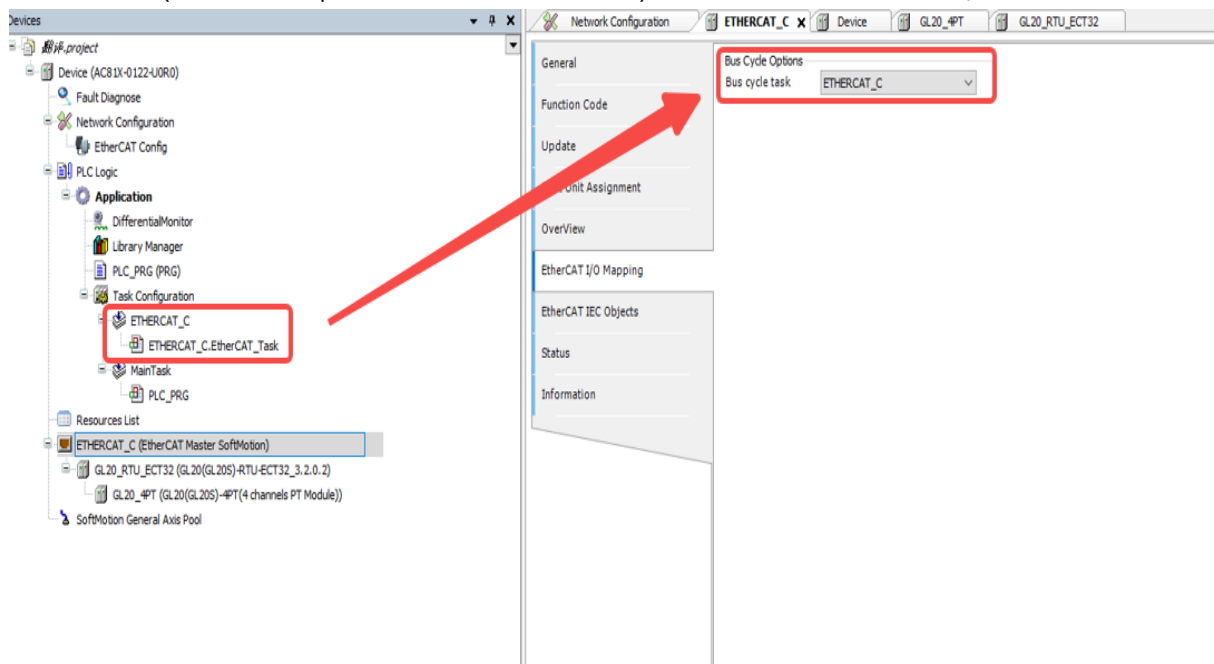 Devices
翻译.project
Device (AC81X-0122-U0R0)
Fault Diagnose
Network Configuration
EtherCAT Config
PLC Logic
Application
DifferentialMonitor
Library Manager
PLC_PRG (PRG)
Task Configuration
ETHERCAT_C
ETHERCAT_C.EtherCAT_Task
MainTask
PLC_PRG
Resources List
ETHERCAT_C (EtherCAT Master SoftMotion)
GL20_RTU_ECT32 (GL20(GL20S)-RTU-ECT32_3.2.0.2)
GL20_4PT (GL20(GL20S)-4PT(4 channels PT Module))
SoftMotion General Axis Pool
Network Configuration
ETHERCAT_C X
Device
GL20_4PT
GL20_RTU_ECT32
General
Function Code
Update
Unit Assignment
OverView
EtherCAT I/O Mapping
EtherCAT IEC Objects
Status
Information
Bus Cycle Options
Bus cycle task ETHERCAT_C